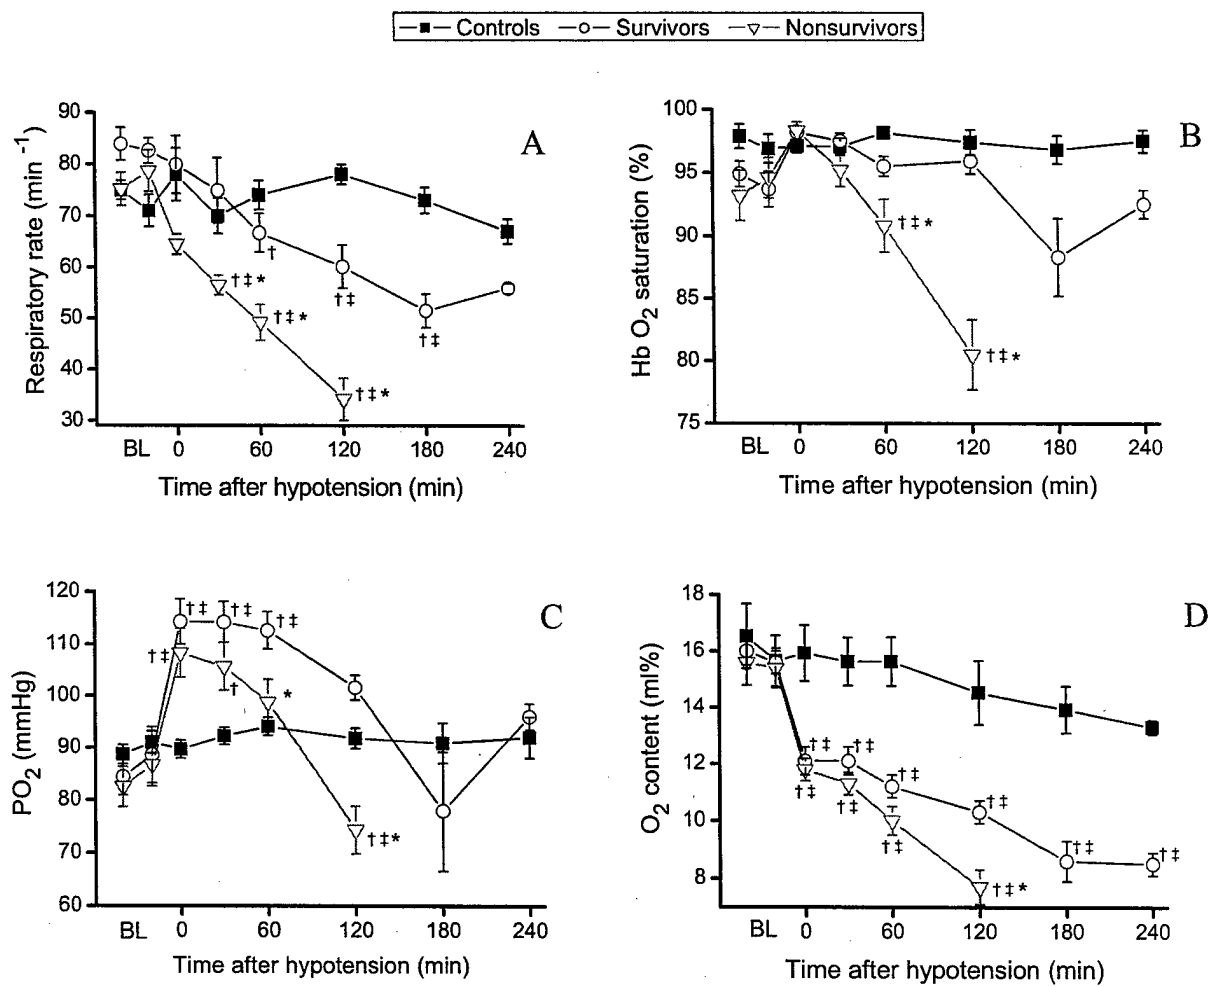 Controls Survivors Nonsurvivors
A
Respiratory rate (min -1)
90
80
70
60
50
40
30
†
†‡
†‡
†‡*
†‡*
†‡*
BL 0 60 120 180 240
Time after hypotension (min)
B
Hb O2 saturation (%)
100
95
90
85
80
75
†‡*
†‡*
BL 0 60 120 180 240
Time after hypotension (min)
C
PO2 (mmHg)
120
110
100
90
80
70
60
†‡ †‡ †‡
†‡
†
*
†‡*
BL 0 60 120 180 240
Time after hypotension (min)
D
O2 content (ml%)
18
16
14
12
10
8
†‡ †‡
†‡
†‡
†‡ †‡
†‡ †‡
†‡
†‡*
BL 0 60 120 180 240
Time after hypotension (min)